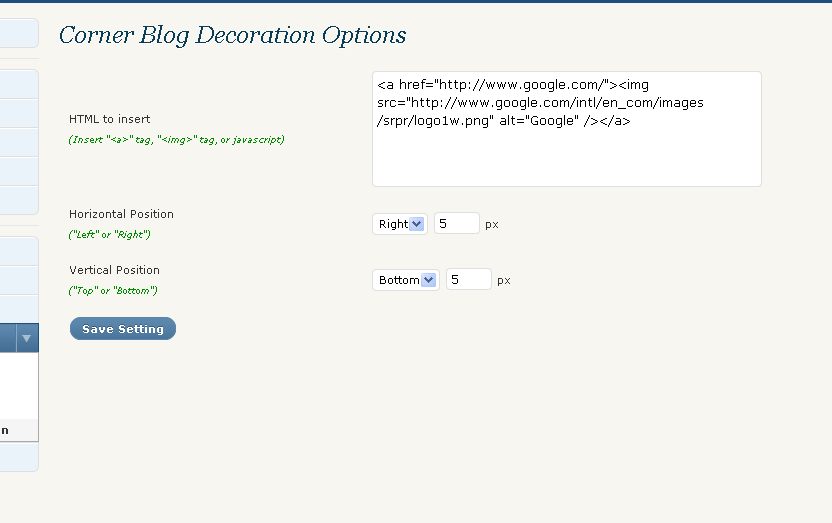 Corner Blog Decoration Options
HTML to insert
(Insert "<a>" tag, "<img>" tag, or javascript)
<a href="http://www.google.com/"><img
src="http://www.google.com/intl/en_com/images
/srpr/logo1w.png" alt="Google" /></a>
Horizontal Position
("Left" or "Right")
Right 5 px
Vertical Position
("Top" or "Bottom")
Bottom 5 px
Save Setting
n